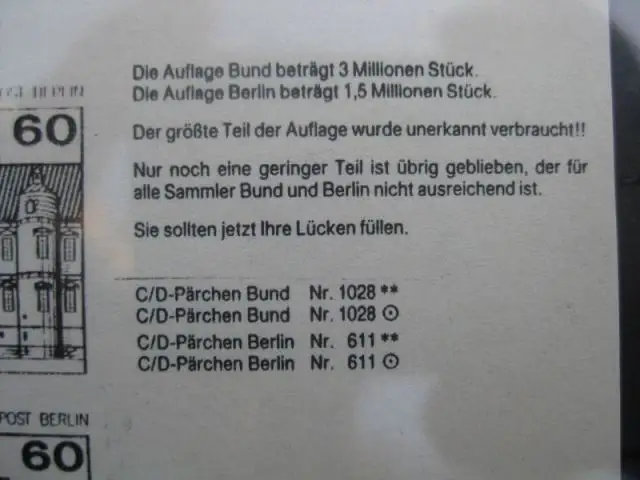 Die Auflage Bund beträgt 3 Millionen Stück.
Die Auflage Berlin beträgt 1,5 Millionen Stück.
BERLIN
60
Der größte Teil der Auflage wurde unerkannt verbraucht!!
Nur noch eine geringer Teil ist übrig geblieben, der für
alle Sammler Bund und Berlin nicht ausreichend ist.
Sie sollten jetzt Ihre Lücken füllen.
C/D-Pärchen Bund Nr. 1028 **
C/D-Pärchen Bund Nr. 1028 ⊙
C/D-Pärchen Berlin Nr. 611 **
C/D-Pärchen Berlin Nr. 611 ⊙
POST BERLIN
60